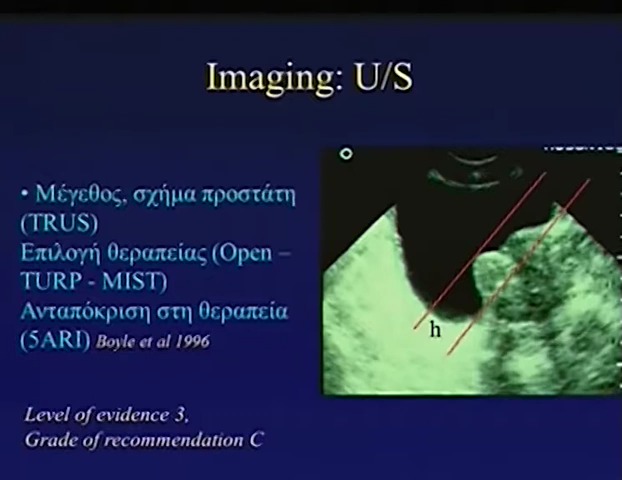 Imaging: U/S
• Μέγεθος, σχήμα προστάτη
(TRUS)
Επιλογή θεραπείας (Open –
TURP - MIST)
Ανταπόκριση στη θεραπεία
(5ARI) Boyle et al 1996
h
Level of evidence 3,
Grade of recommendation C